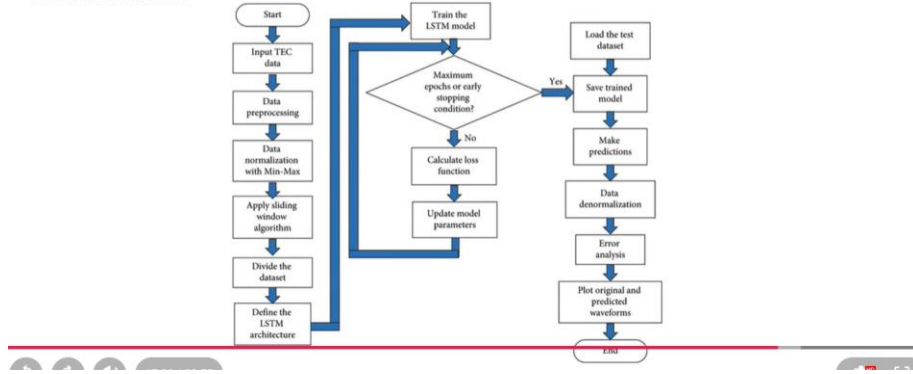 Start
Input TEC
data
Data
preprocessing
Data
normalization
with Min-Max
Apply sliding
window
algorithm
Divide the
dataset
Define the
LSTM
architecture
Train the
LSTM model
Maximum
epochs or early
stopping
condition?
Yes
No
Calculate loss
function
Update model
parameters
Load the test
dataset
Save trained
model
Make
predictions
Data
denormalization
Error
analysis
Plot original and
predicted
waveforms
End